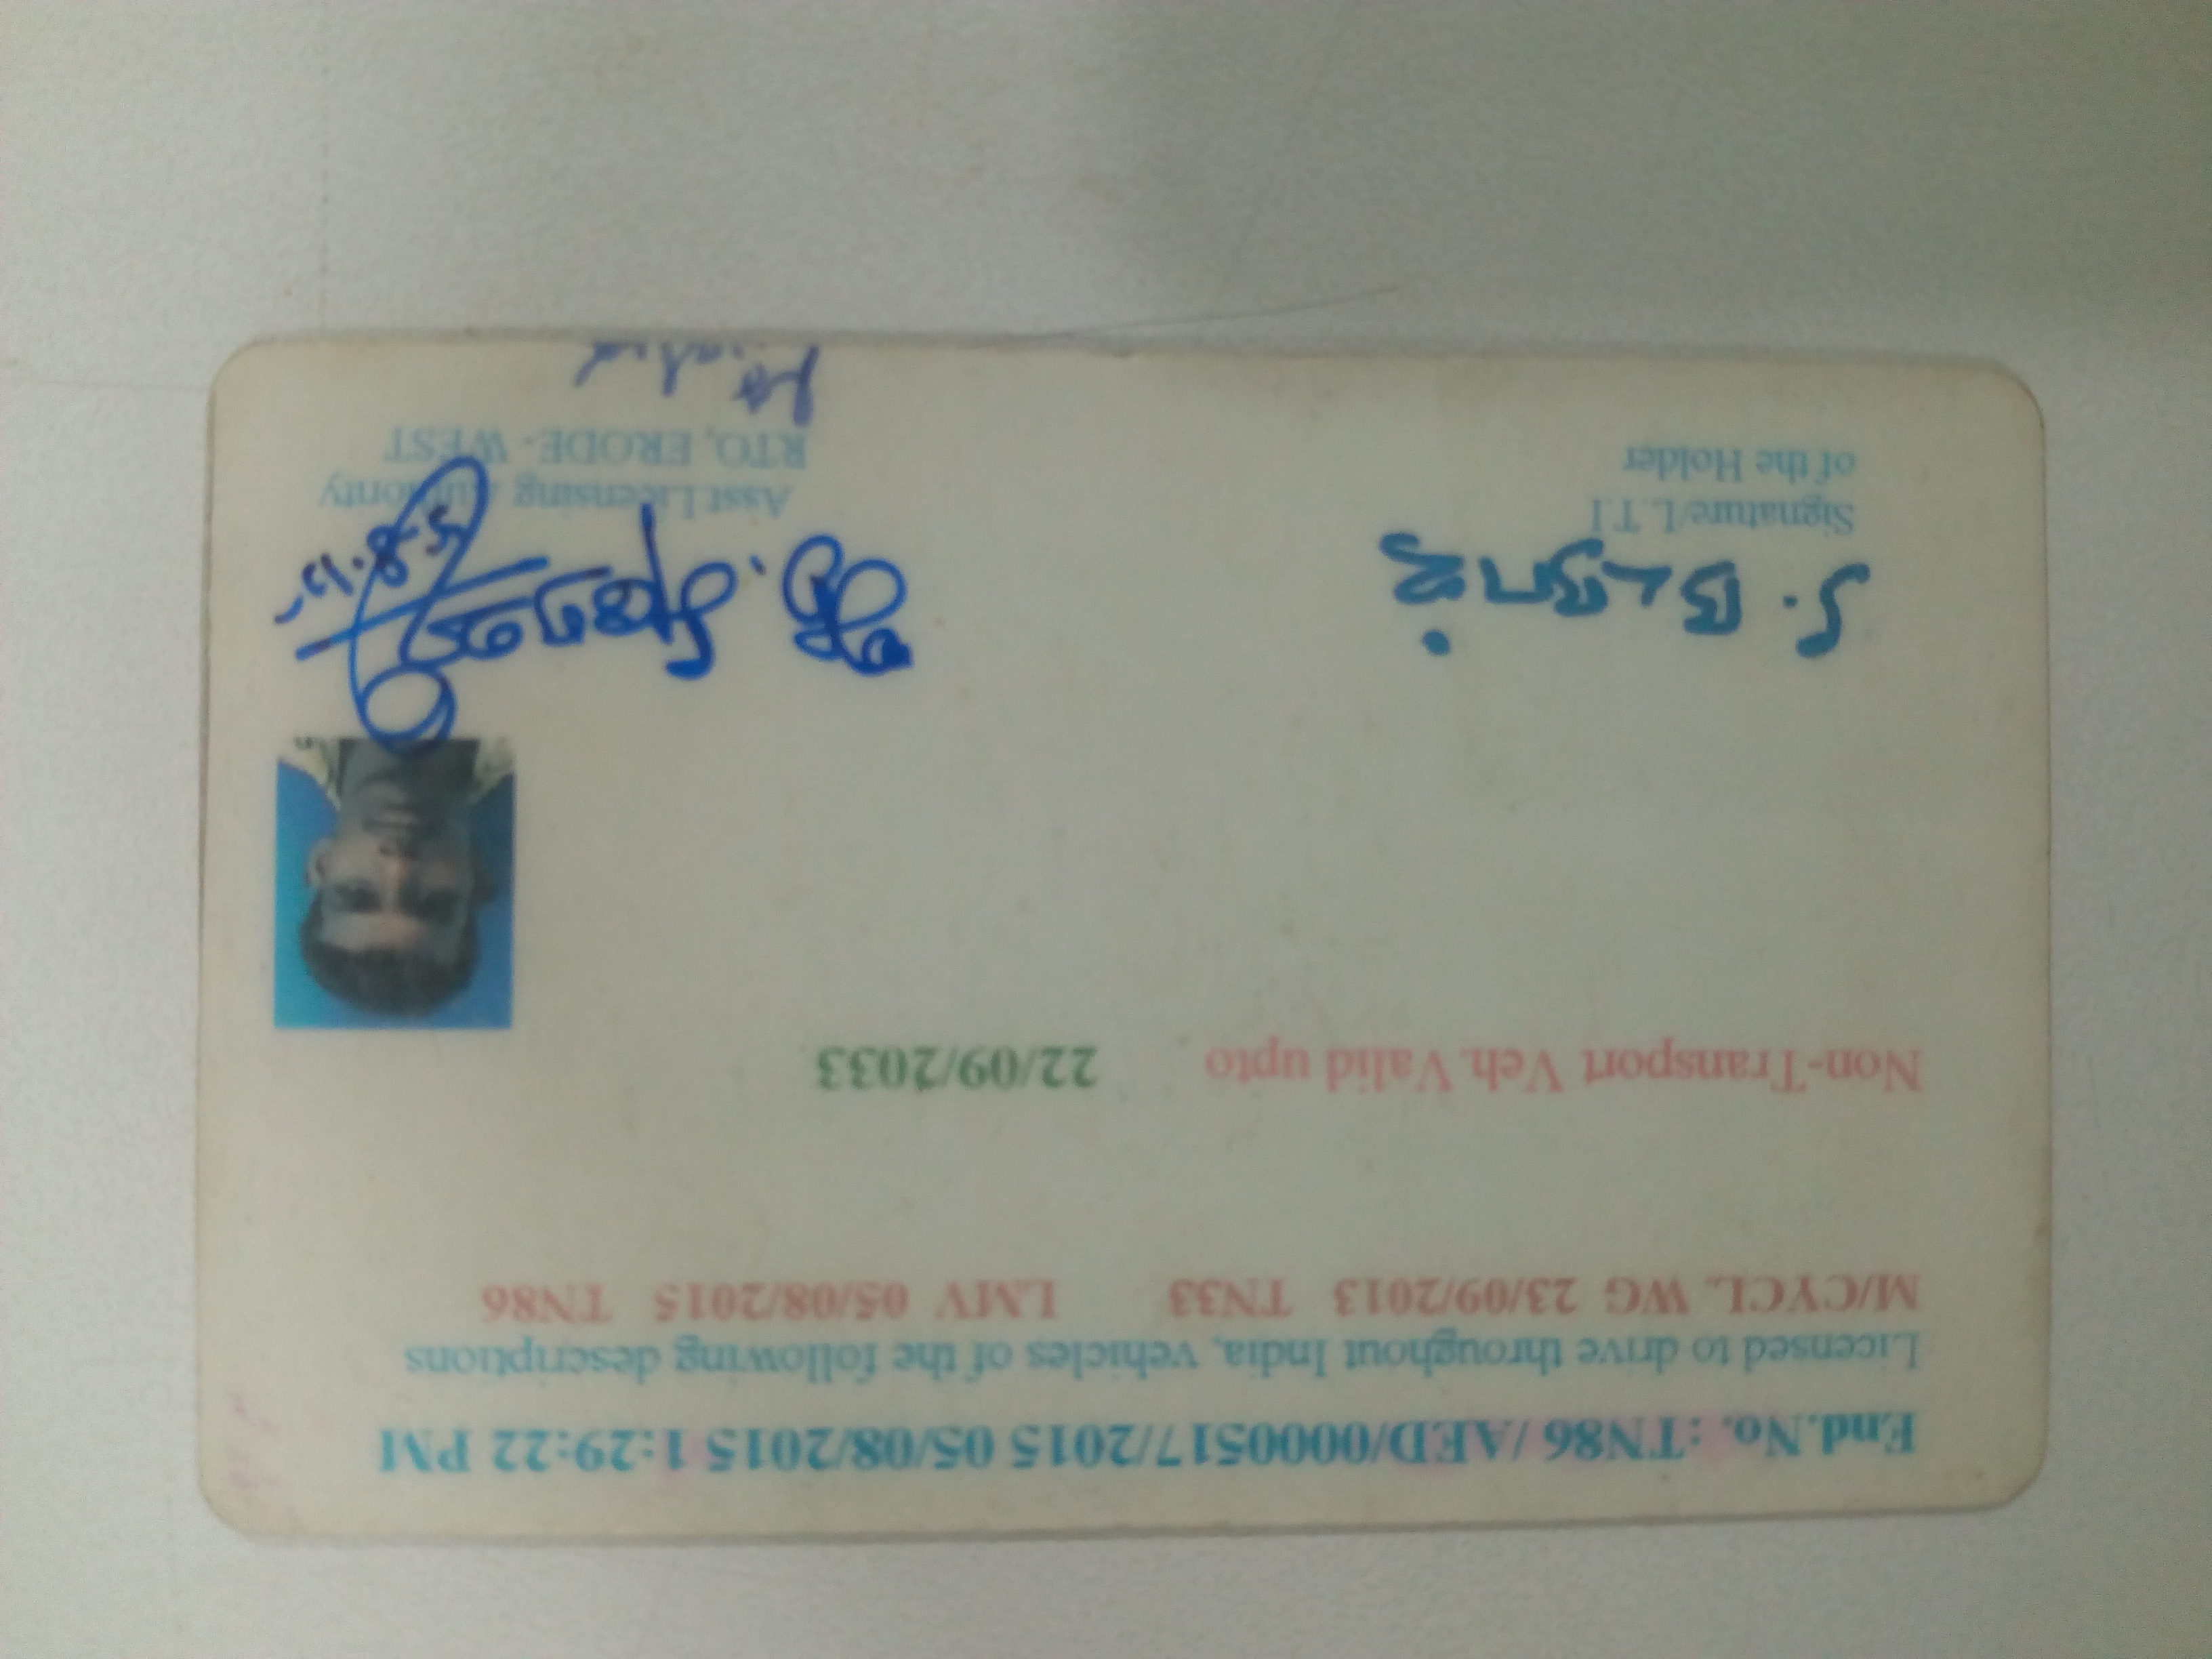 End.No. : TN86 /AED/0000517/2015 05/08/2015 1:29:22 PM
Licensed to drive throughout India, vehicles of the following descriptions
M/CYCL. WG 23/09/2013 TN33 LMV 05/08/2015 TN86
Non-Transport Veh. Valid upto 22/09/2033
Signature/L.T.I
of the Holder
Asst Licensing Authority
RTO, ERODE- WEST